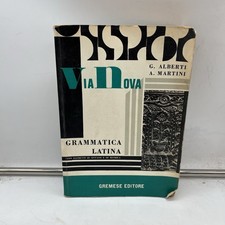 G. ALBERTI
A. MARTINI
VIA NOVA
GRAMMATICA
LATINA
GREMESE EDITORE